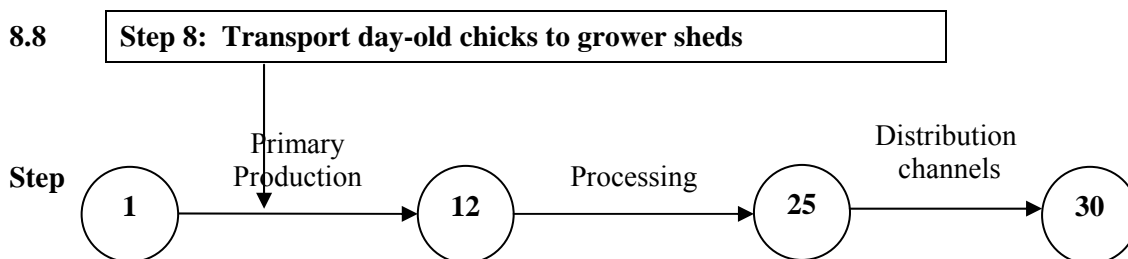 8.8 Step 8: Transport day-old chicks to grower sheds
Primary
Production
Processing
Distribution
channels
Step
1
12
25
30